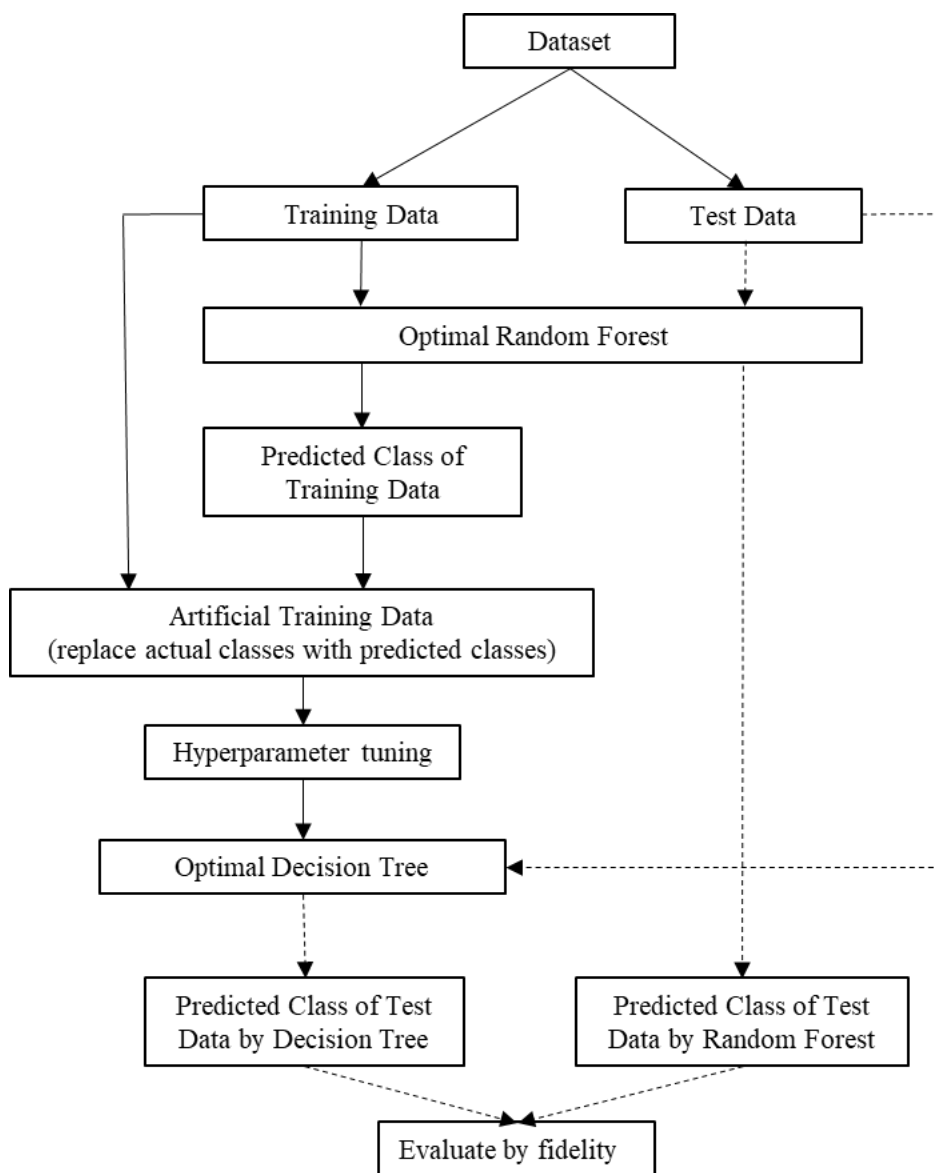 Dataset
Training Data
Test Data
Optimal Random Forest
Predicted Class of
Training Data
Artificial Training Data
(replace actual classes with predicted classes)
Hyperparameter tuning
Optimal Decision Tree
Predicted Class of Test
Data by Decision Tree
Predicted Class of Test
Data by Random Forest
Evaluate by fidelity